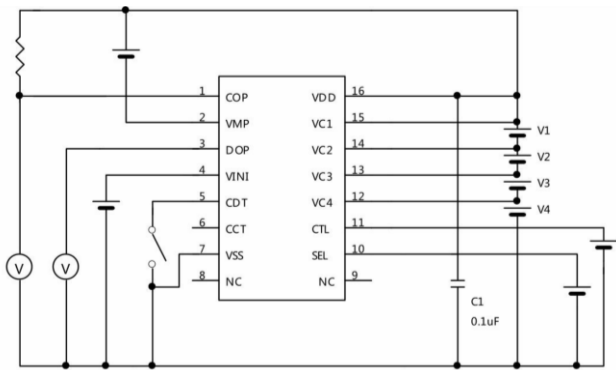 1 COP VDD 16
2 VMP VC1 15 V1
3 DOP VC2 14 V2
4 VINI VC3 13 V3
5 CDT VC4 12 V4
6 CCT CTL 11
7 VSS SEL 10
8 NC NC 9
V V
C1
0.1uF